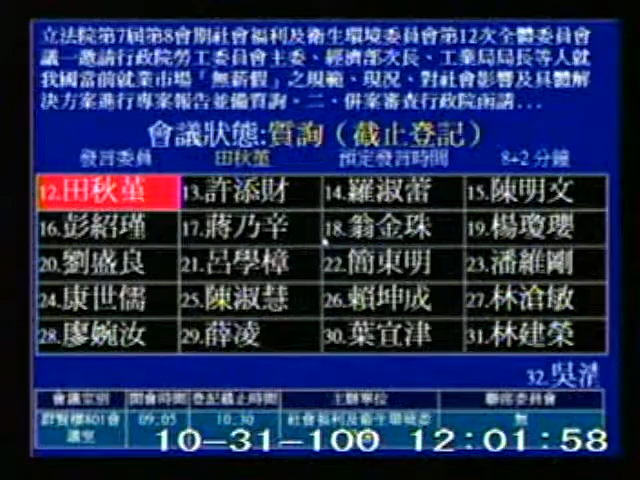 立法院第7屆第8會期社會福利及衛生環境委員會第12次全體委員會
議一邀請行政院勞工委員會主委、經濟部次長、工業局局長等人就
我國當前就業市場「無薪假」之規範、現況、對社會影響及具體解
決方案進行專案報告並備質詢。二、併案審查行政院函請...
會議狀態:質詢（截止登記）
發言委員 田秋堇 預定發言時間 8+2 分鐘
12.田秋堇 13.許添財 14.羅淑蕾 15.陳明文
16.彭紹瑾 17.蔣乃辛 18.翁金珠 19.楊瓊瓔
20.劉盛良 21.呂學樟 22.簡東明 23.潘維剛
24.康世儒 25.陳淑慧 26.賴坤成 27.林滄敏
28.廖婉汝 29.薛凌 30.葉宜津 31.林建榮
32.吳清
會議室別 開會時間 登記截止時間 主辦單位 聯席委員會
群賢樓801會 09:05 10:30 社會福利及衛生環境委 無
議室
10-31-100 12:01:58